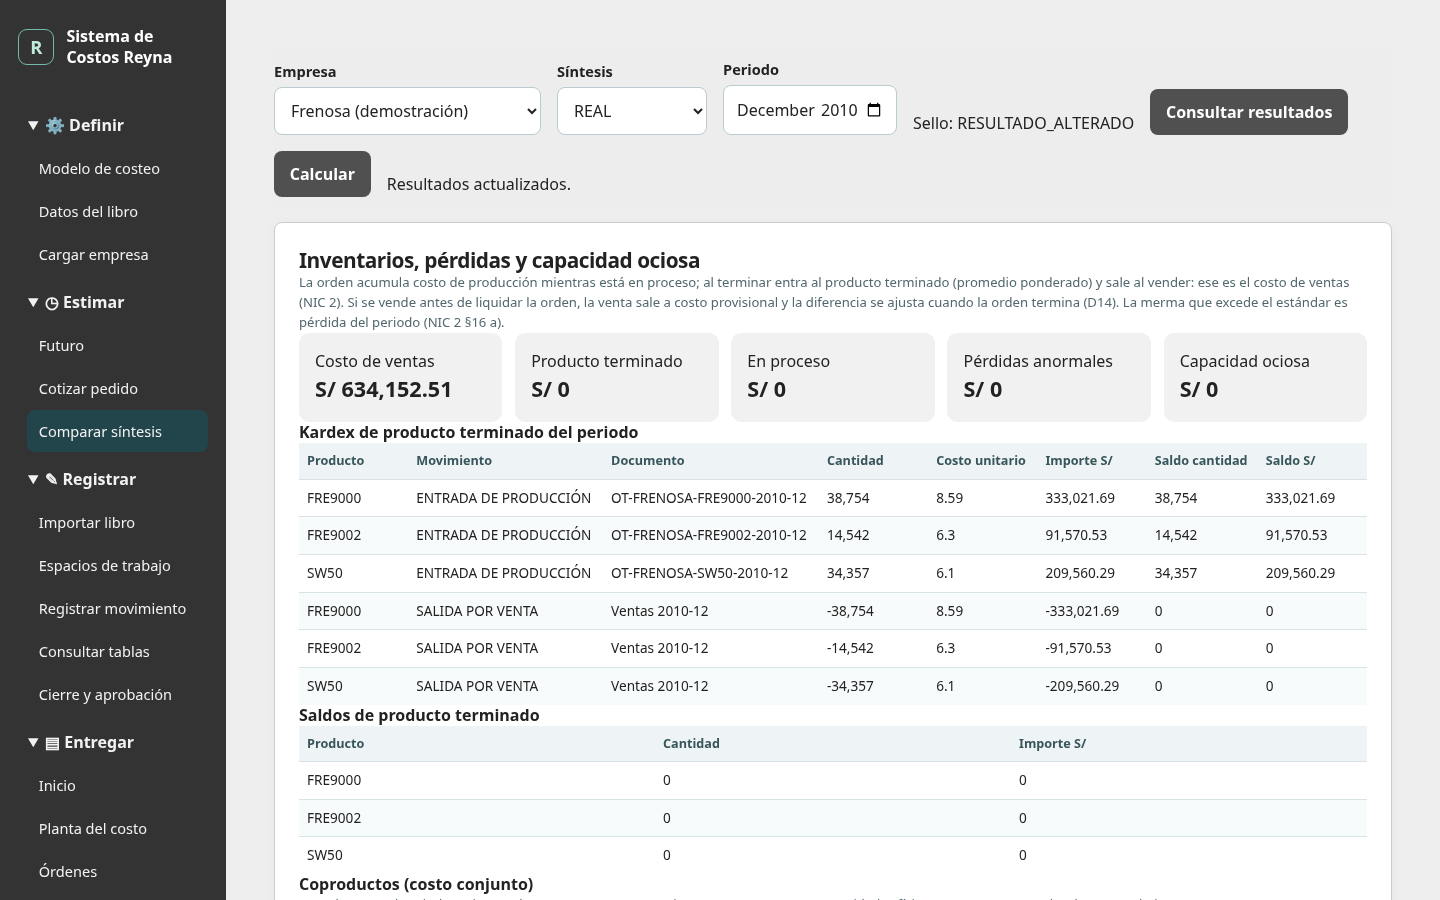 R
Sistema de
Costos Reyna
▼ ⚙️ Definir
Modelo de costeo
Datos del libro
Cargar empresa
▼ ◷ Estimar
Futuro
Cotizar pedido
Comparar síntesis
▼ ✎ Registrar
Importar libro
Espacios de trabajo
Registrar movimiento
Consultar tablas
Cierre y aprobación
▼ ▤ Entregar
Inicio
Planta del costo
Órdenes
Empresa Síntesis Periodo
Frenosa (demostración) REAL December 2010 Sello: RESULTADO_ALTERADO Consultar resultados
Calcular Resultados actualizados.
Inventarios, pérdidas y capacidad ociosa
La orden acumula costo de producción mientras está en proceso; al terminar entra al producto terminado (promedio ponderado) y sale al vender: ese es el costo de ventas
(NIC 2). Si se vende antes de liquidar la orden, la venta sale a costo provisional y la diferencia se ajusta cuando la orden termina (D14). La merma que excede el estándar es
pérdida del periodo (NIC 2 §16 a).
Costo de ventas Producto terminado En proceso Pérdidas anormales Capacidad ociosa
S/ 634,152.51 S/ 0 S/ 0 S/ 0 S/ 0
Kardex de producto terminado del periodo
Producto Movimiento Documento Cantidad Costo unitario Importe S/ Saldo cantidad Saldo S/
FRE9000 ENTRADA DE PRODUCCIÓN OT-FRENOSA-FRE9000-2010-12 38,754 8.59 333,021.69 38,754 333,021.69
FRE9002 ENTRADA DE PRODUCCIÓN OT-FRENOSA-FRE9002-2010-12 14,542 6.3 91,570.53 14,542 91,570.53
SW50 ENTRADA DE PRODUCCIÓN OT-FRENOSA-SW50-2010-12 34,357 6.1 209,560.29 34,357 209,560.29
FRE9000 SALIDA POR VENTA Ventas 2010-12 -38,754 8.59 -333,021.69 0 0
FRE9002 SALIDA POR VENTA Ventas 2010-12 -14,542 6.3 -91,570.53 0 0
SW50 SALIDA POR VENTA Ventas 2010-12 -34,357 6.1 -209,560.29 0 0
Saldos de producto terminado
Producto Cantidad Importe S/
FRE9000 0 0
FRE9002 0 0
SW50 0 0
Coproductos (costo conjunto)